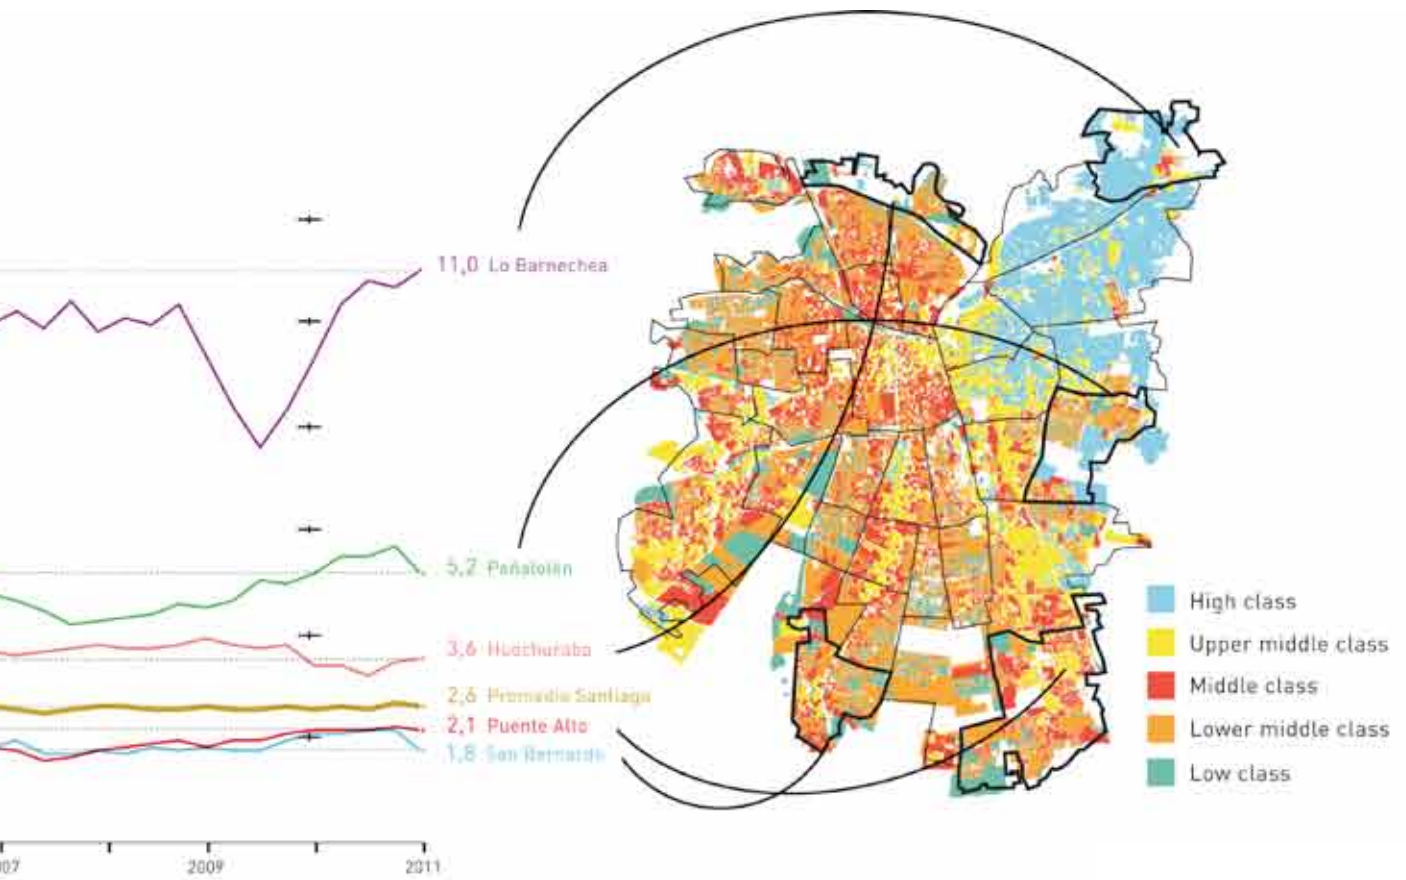 11,0 Lo Barnechea
5,2 Peñalolén
3,6 Huechuraba
2,6 Promedio Santiago
2,1 Puente Alto
1,8 San Bernardo
07
2009
2011
High class
Upper middle class
Middle class
Lower middle class
Low class